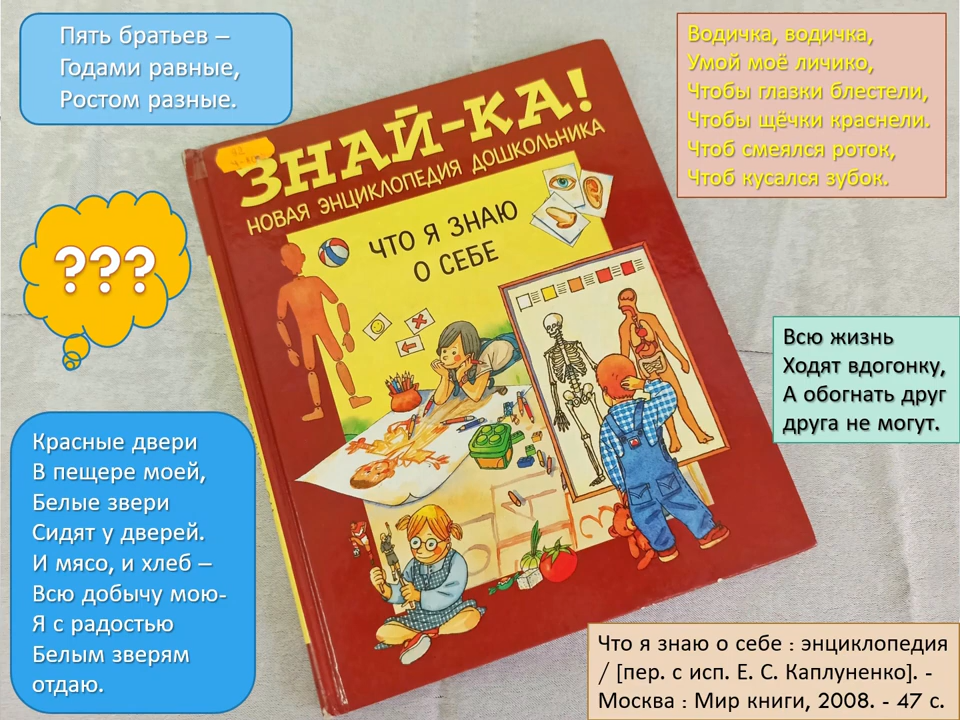 Пять братьев –
Годами равные,
Ростом разные.
Водичка, водичка,
Умой моё личико,
Чтобы глазки блестели,
Чтобы щёчки краснели.
Чтоб смеялся роток,
Чтоб кусался зубок.
ЗНАЙ-КА!
НОВАЯ ЭНЦИКЛОПЕДИЯ ДОШКОЛЬНИКА
ЧТО Я ЗНАЮ
О СЕБЕ
???
Всю жизнь
Ходят вдогонку,
А обогнать друг
друга не могут.
Красные двери
В пещере моей,
Белые звери
Сидят у дверей.
И мясо, и хлеб –
Всю добычу мою-
Я с радостью
Белым зверям
отдаю.
Что я знаю о себе : энциклопедия
/ [пер. с исп. Е. С. Каплуненко]. -
Москва : Мир книги, 2008. - 47 с.